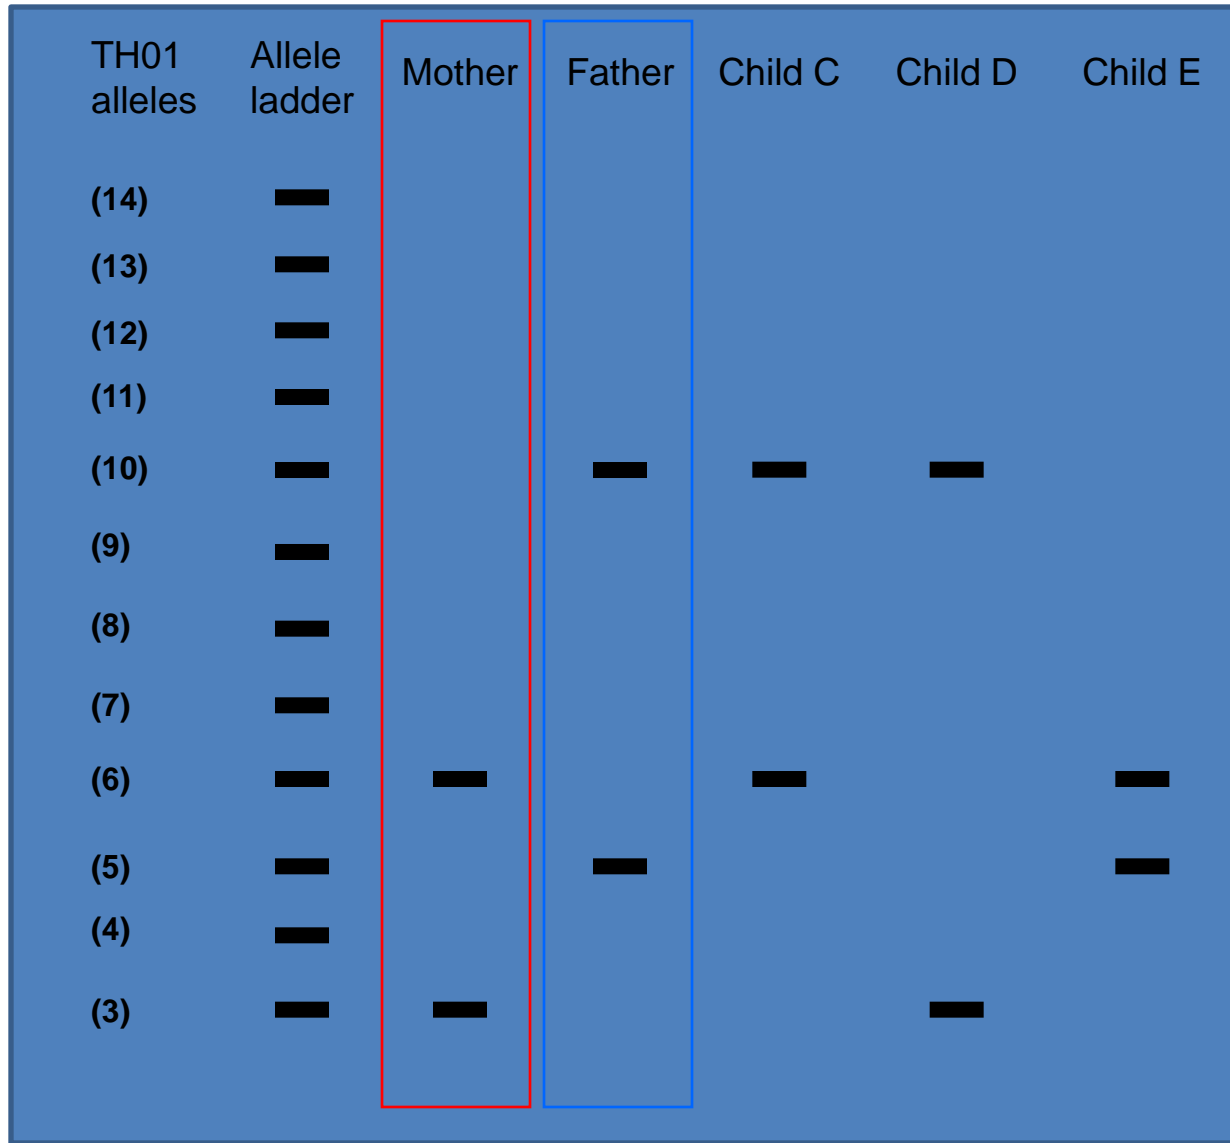 TH01 alleles
Allele ladder
Mother
Father
Child C
Child D
Child E
(14)
(13)
(12)
(11)
(10)
(9)
(8)
(7)
(6)
(5)
(4)
(3)